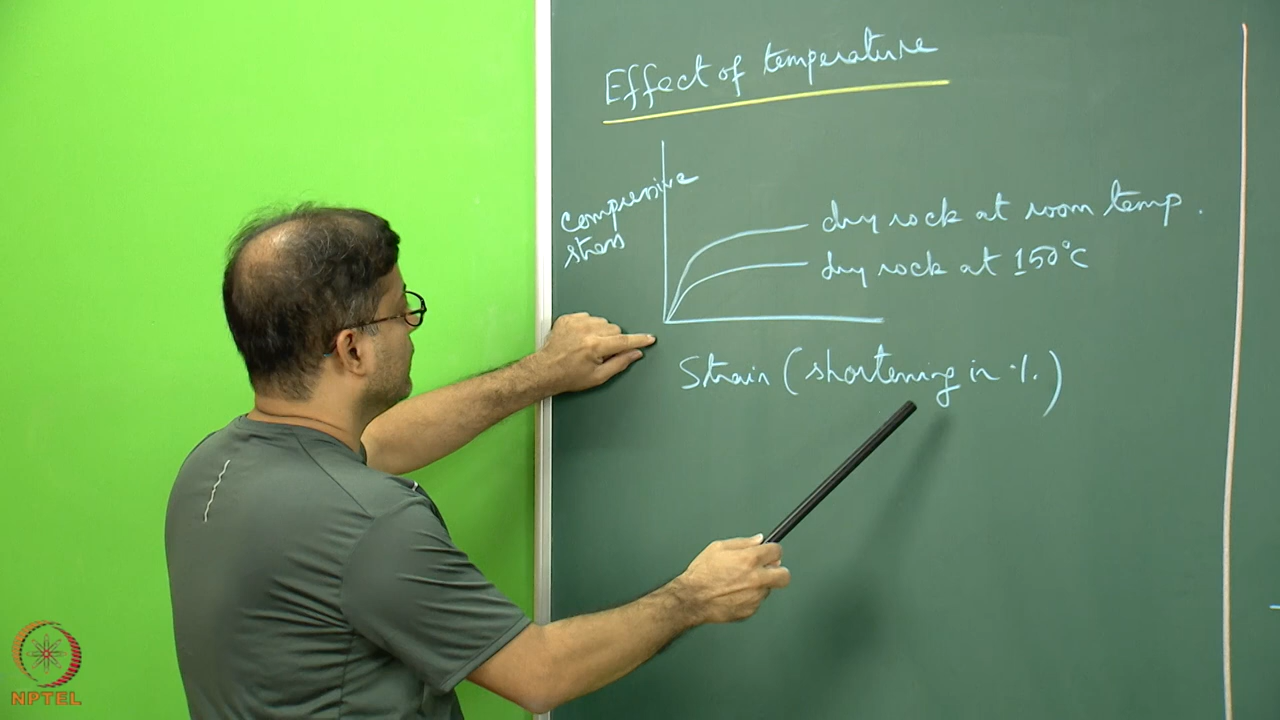 Effect of temperature
compressive
stress
dry rock at room temp.
dry rock at 150°C
Strain (shortening in %)
NPTEL